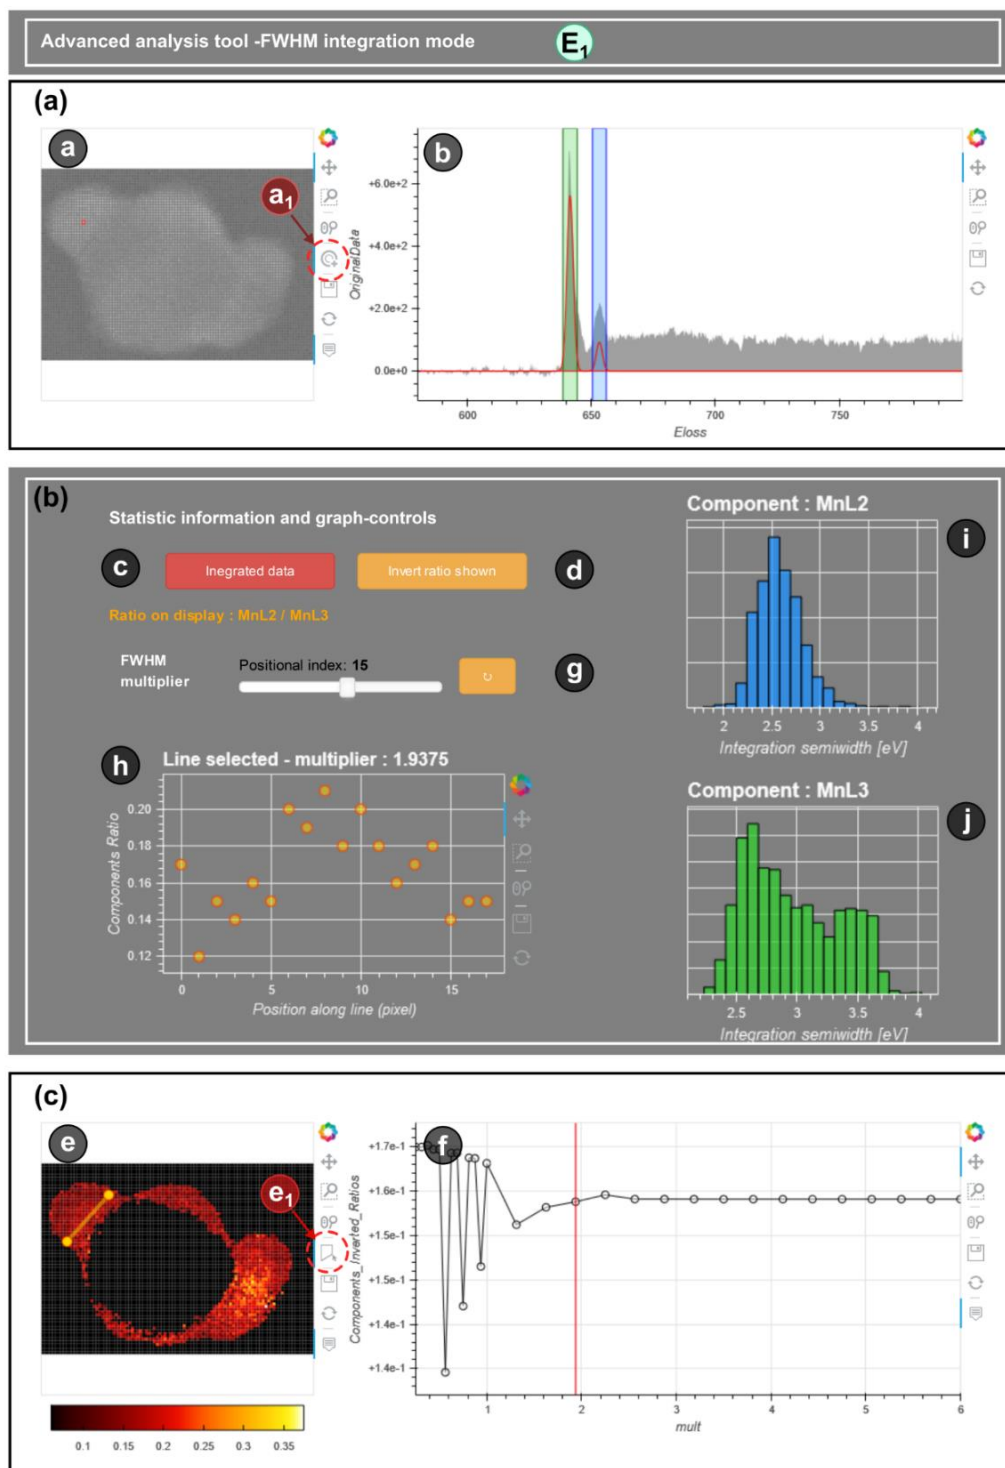 Advanced analysis tool -FWHM integration mode
E1
(a)
a
a1
b
+6.0e+2
+4.0e+2
+2.0e+2
0.0e+0
OriginalData
600
650
700
750
Eloss
(b)
Statistic information and graph-controls
c
Inegrated data
Invert ratio shown
d
Ratio on display : MnL2 / MnL3
FWHM
multiplier
Positional index: 15
↻
g
h
Line selected - multiplier : 1.9375
0.20
0.18
0.16
0.14
0.12
Components Ratio
0
5
10
15
Position along line (pixel)
Component : MnL2
i
2
2.5
3
3.5
4
Integration semiwidth [eV]
Component : MnL3
j
2.5
3
3.5
4
Integration semiwidth [eV]
(c)
e
e1
0.1
0.15
0.2
0.25
0.3
0.35
f
+1.7e-1
+1.6e-1
+1.5e-1
+1.5e-1
+1.4e-1
+1.4e-1
Components_Inverted_Ratios
1
2
3
4
5
6
mult